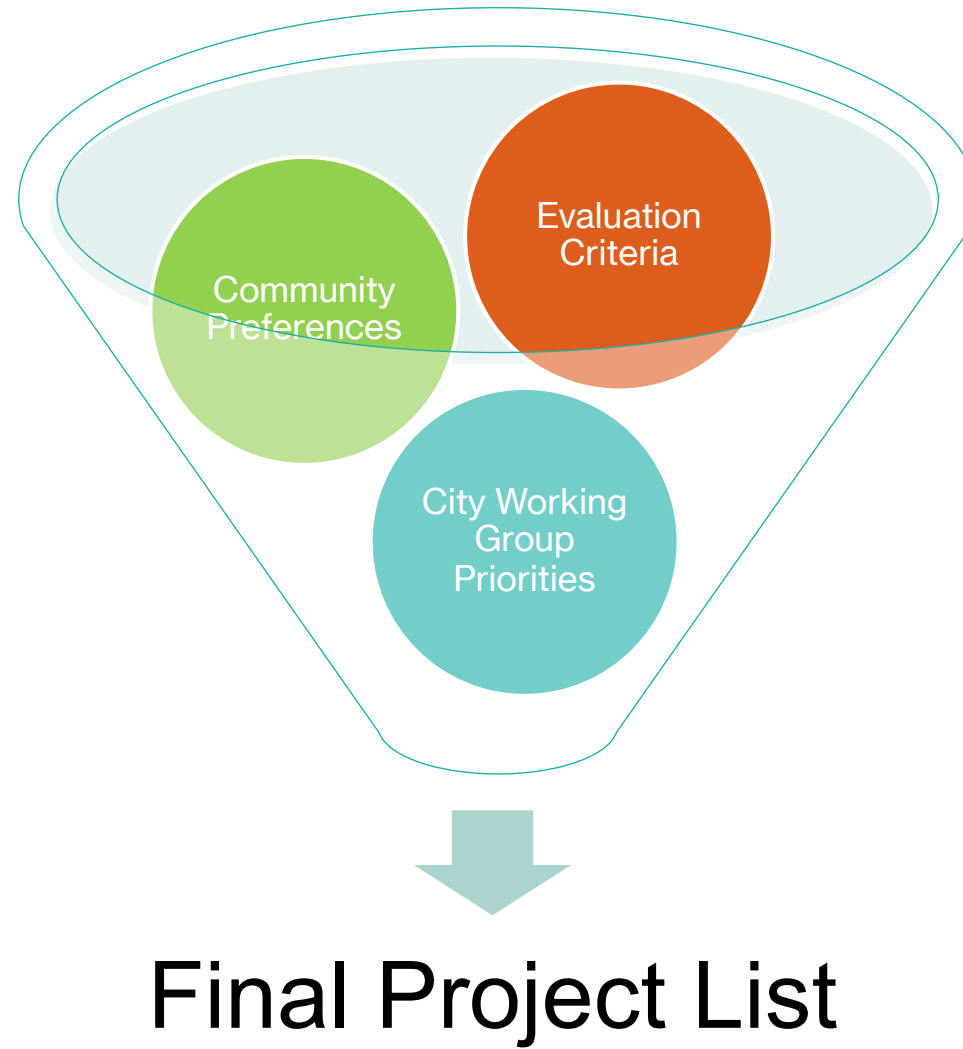 Evaluation
Criteria
Community
Preferences
City Working
Group
Priorities
Final Project List